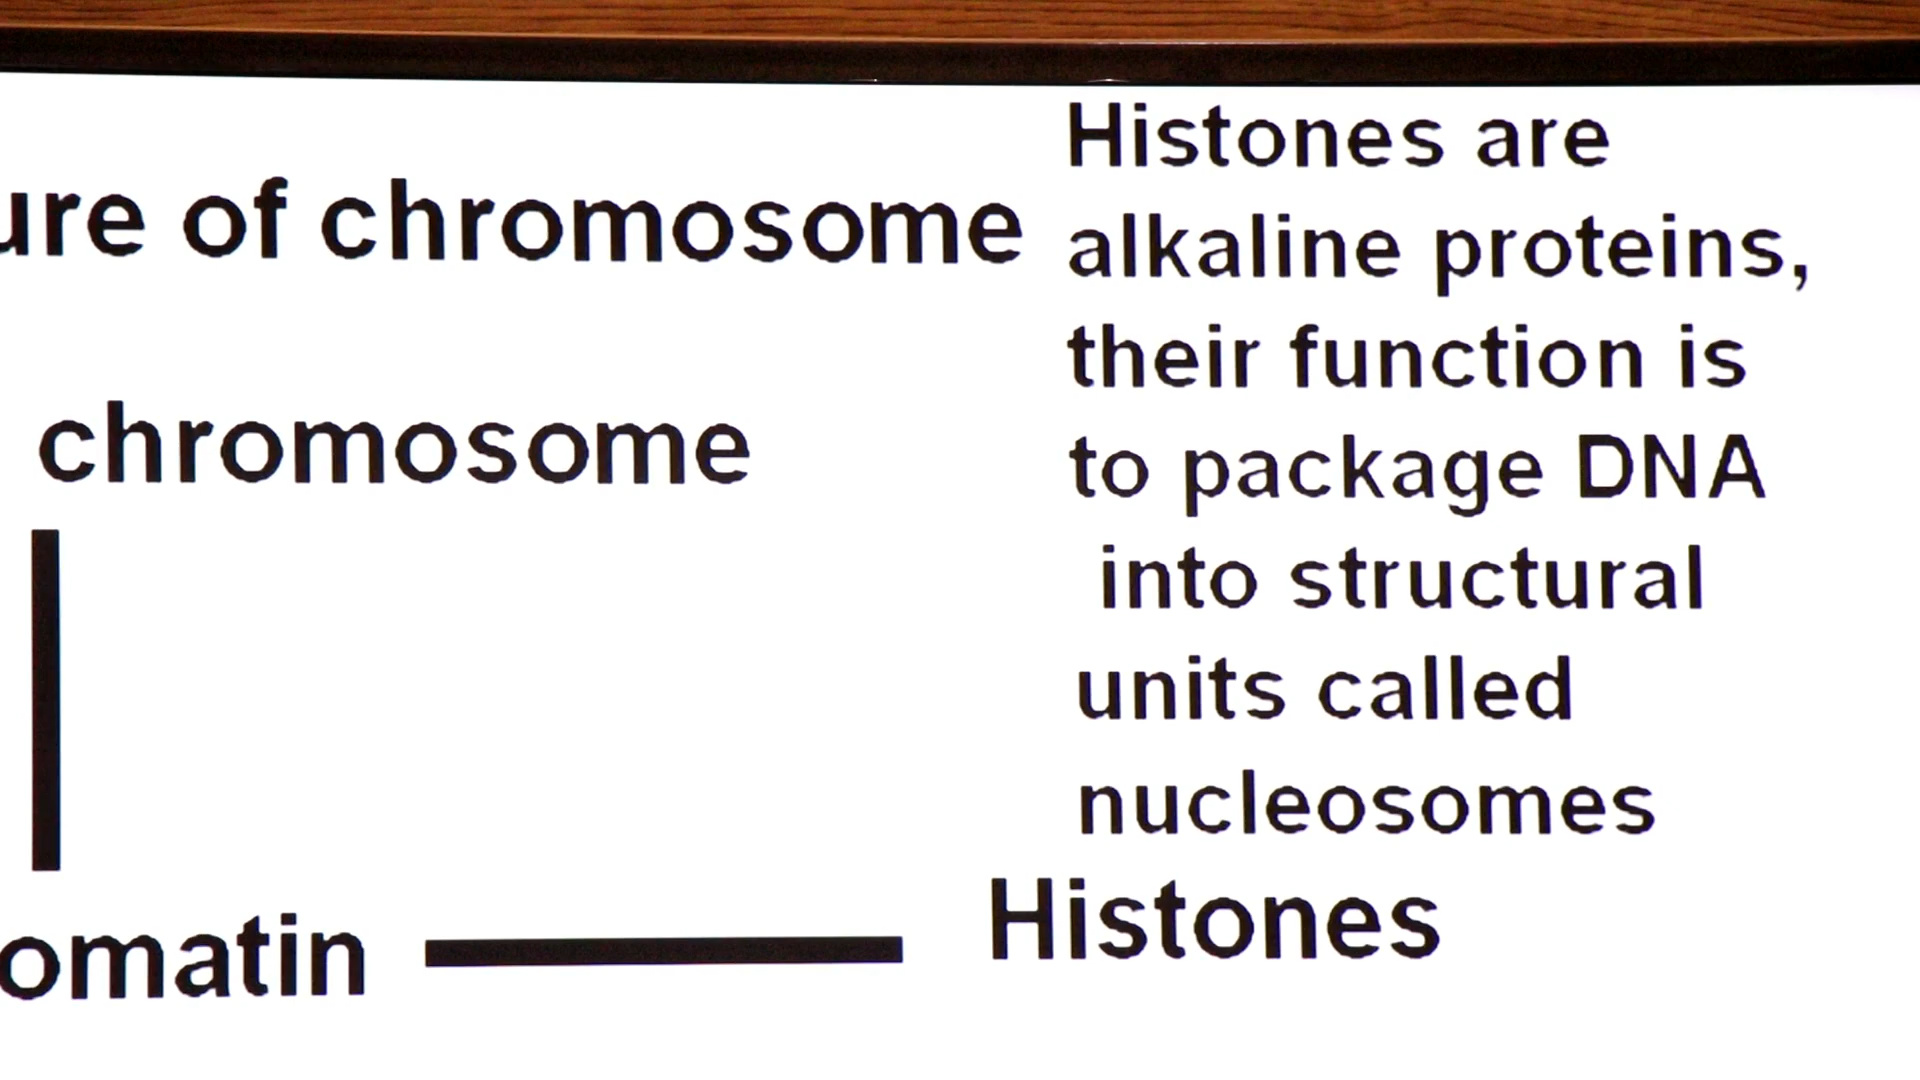 ure of chromosome
chromosome
omatin
Histones are
alkaline proteins,
their function is
to package DNA
into structural
units called
nucleosomes
Histones